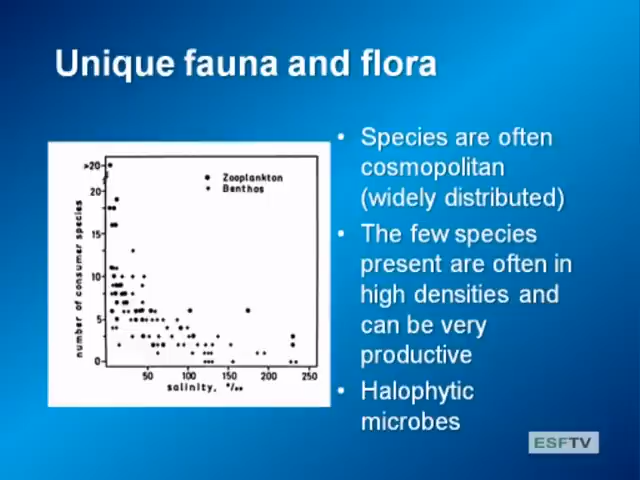 Unique fauna and flora
• Species are often
cosmopolitan
(widely distributed)
• The few species
present are often in
high densities and
can be very
productive
• Halophytic
microbes
number of consumer species
>20
20
15
10
5
0
• Zooplankton
• Benthos
50 100 150 200 250
salinity, °/••
ESFTV